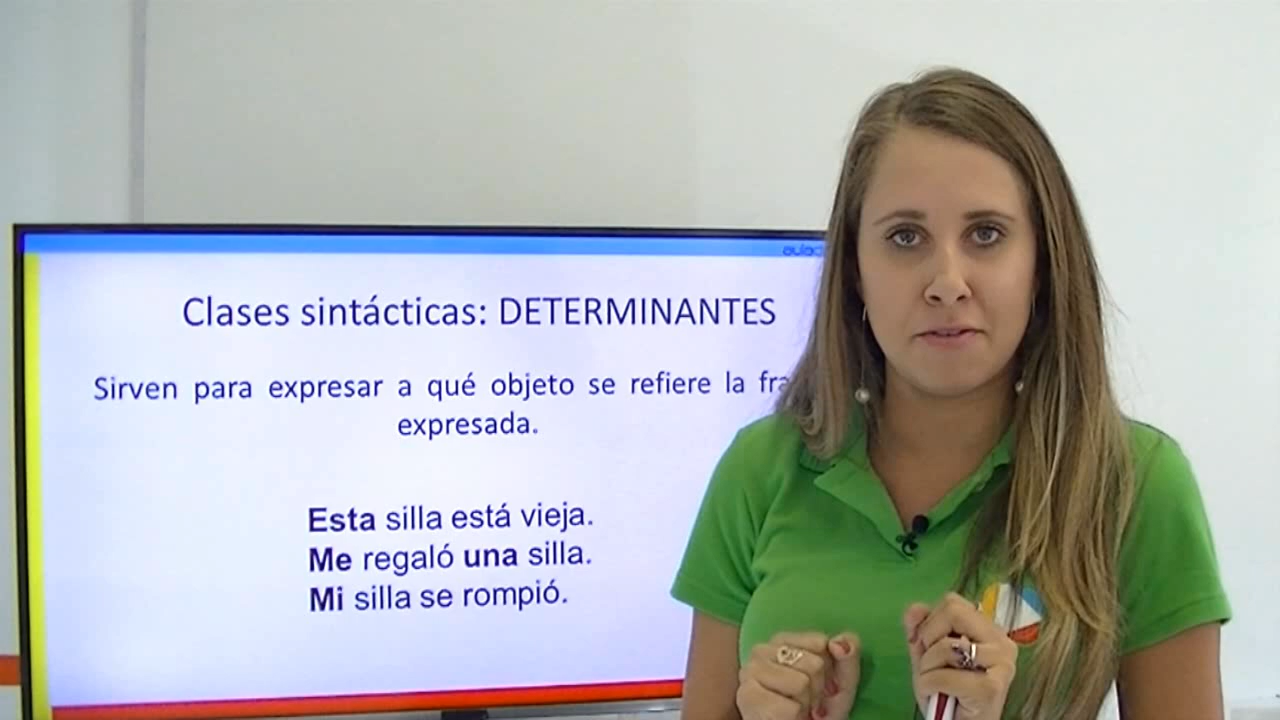 Clases sintácticas: DETERMINANTES
Sirven para expresar a qué objeto se refiere la
expresada.
Esta silla está vieja.
Me regaló una silla.
Mi silla se rompió.